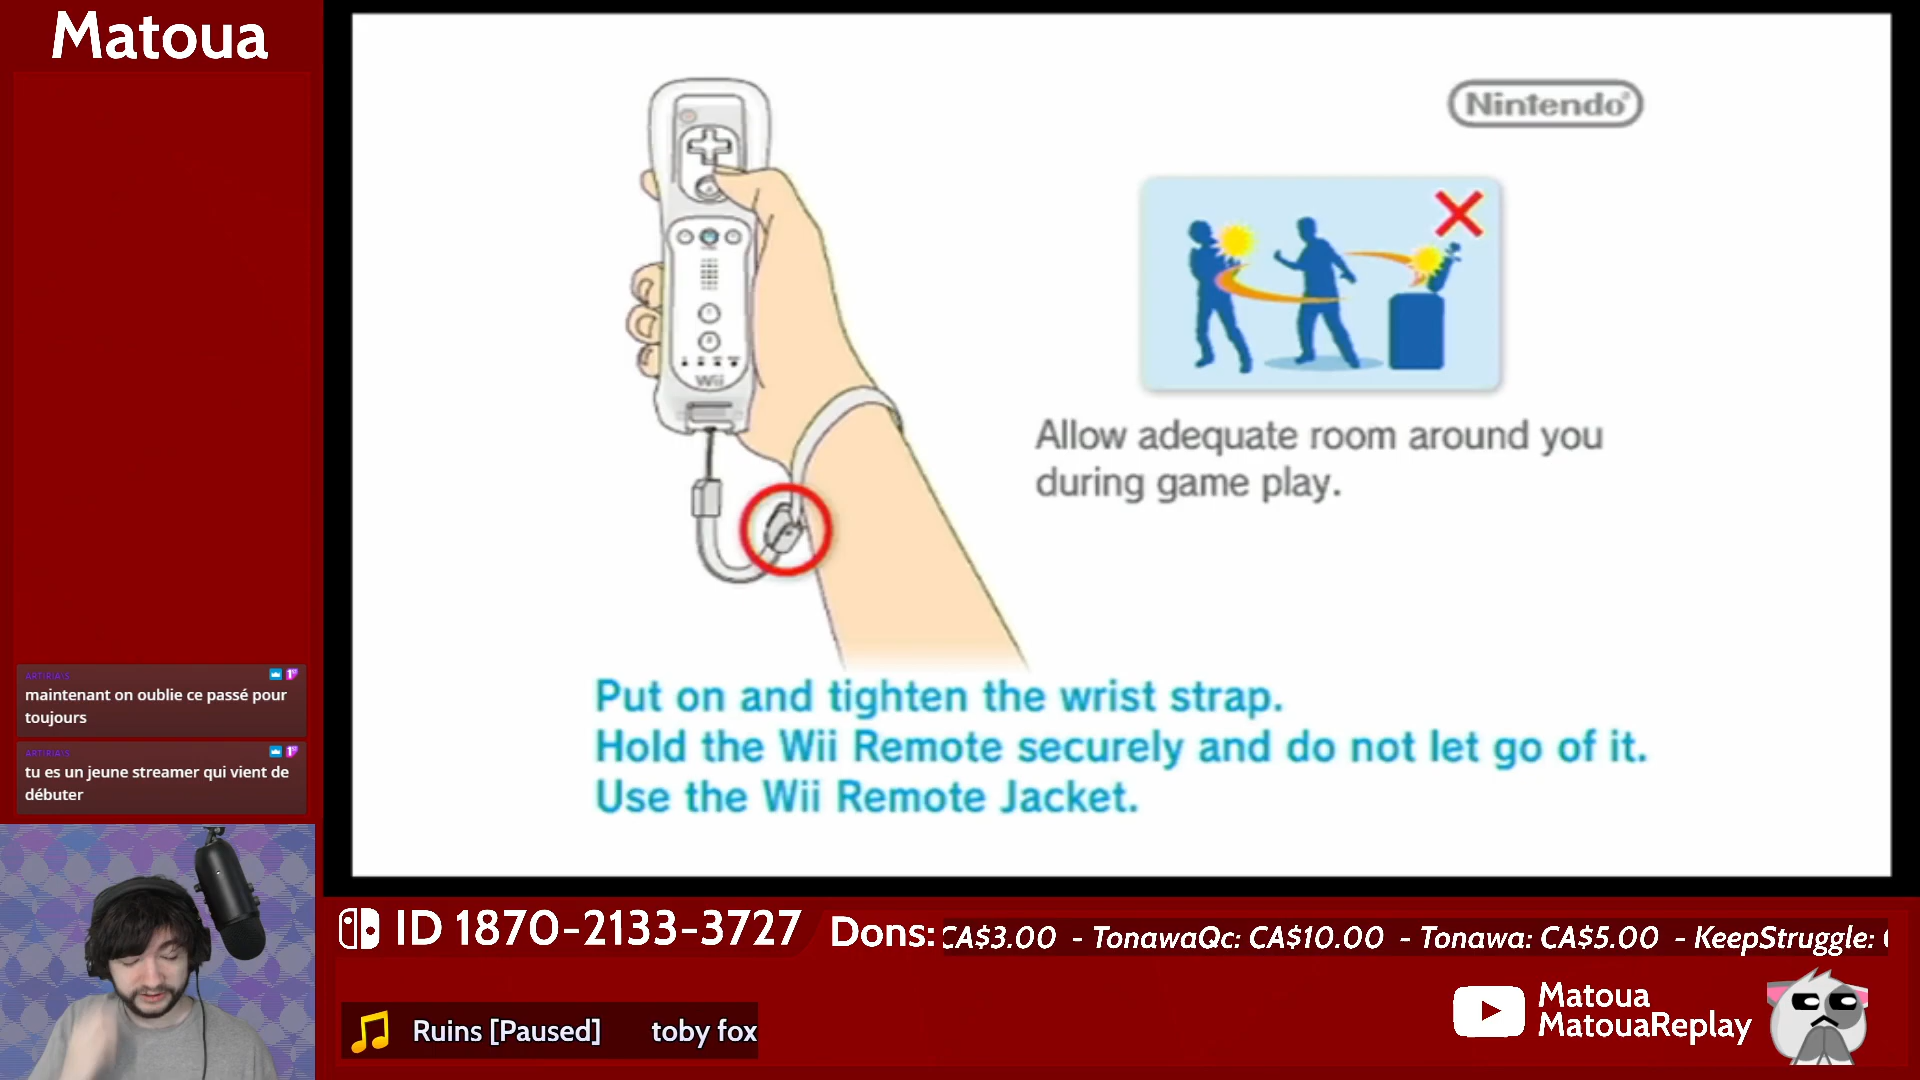 Matoua
Nintendo®
Wii
Allow adequate room around you
during game play.
Put on and tighten the wrist strap.
Hold the Wii Remote securely and do not let go of it.
Use the Wii Remote Jacket.
maintenant on oublie ce passé pour
toujours
tu es un jeune streamer qui vient de
débuter
ID 1870-2133-3727
Dons: CA$3.00 - TonawaQc: CA$10.00 - Tonawa: CA$5.00 - KeepStruggle:
Ruins [Paused] toby fox
Matoua
MatouaReplay